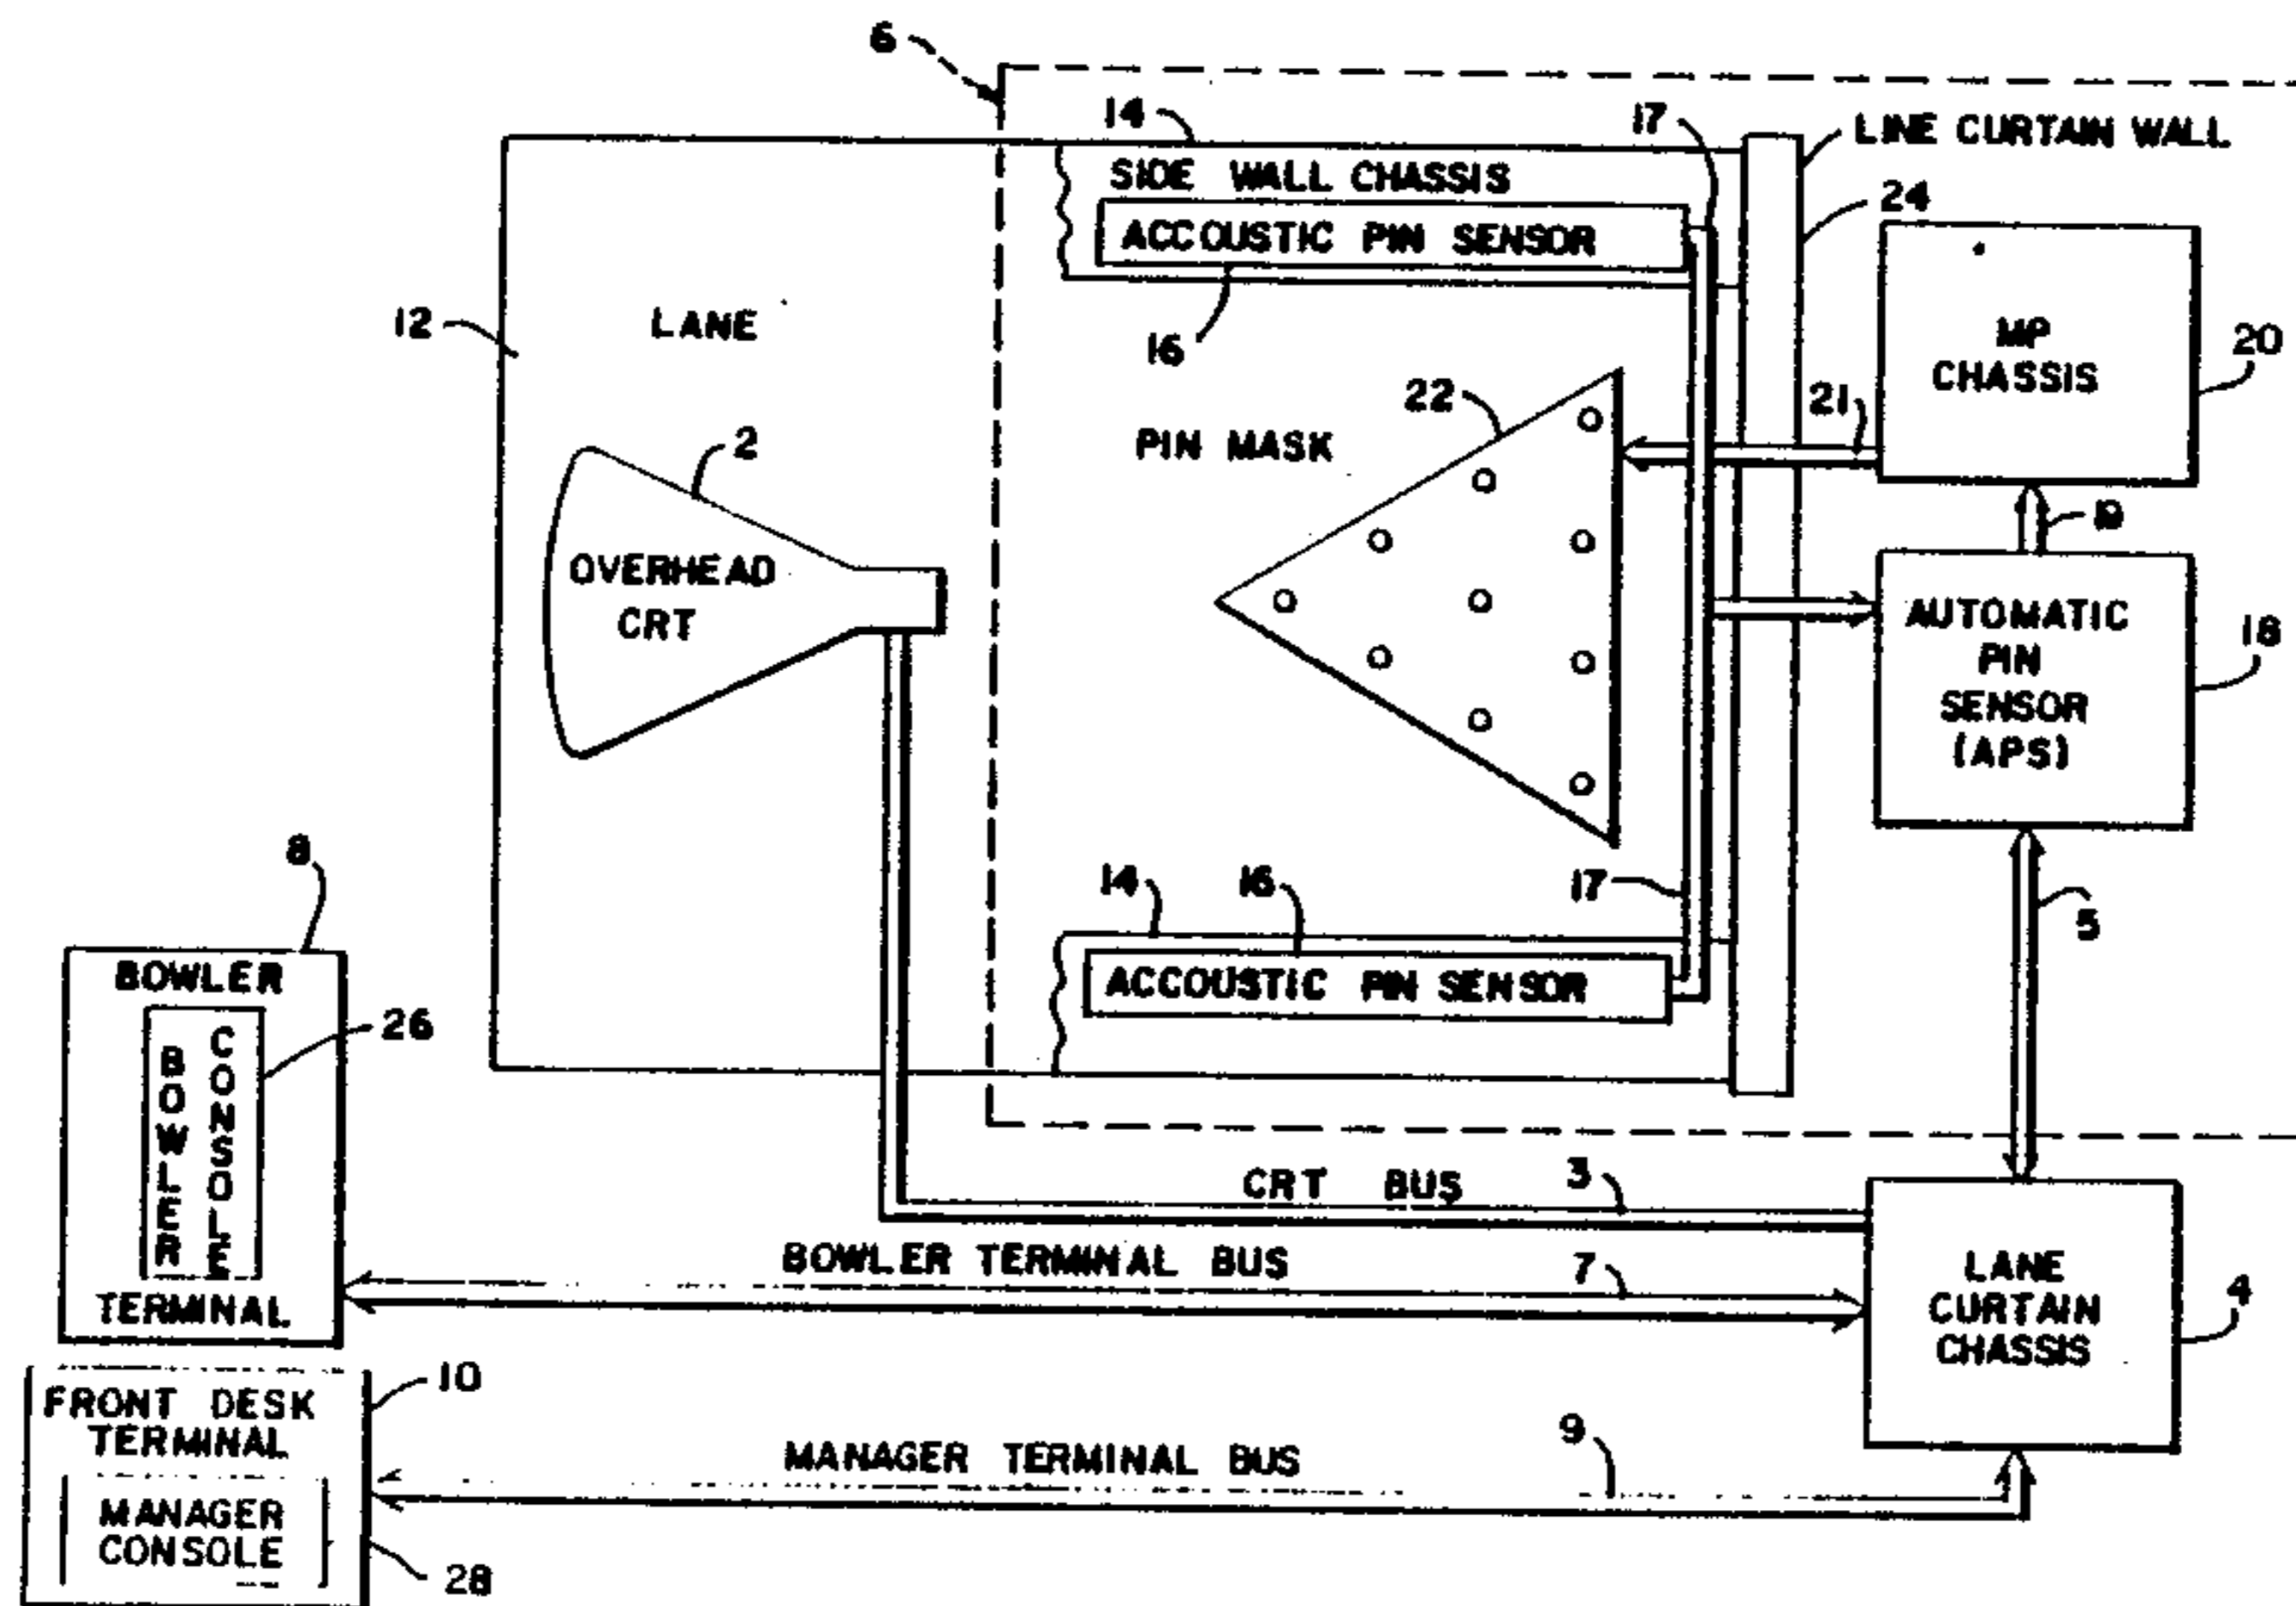 6
14
17
LINE CURTAIN WALL
SIDE WALL CHASSIS
24
ACCOUSTIC PIN SENSOR
12
LANE
16
MP
CHASSIS
20
22
21
PIN MASK
2
OVERHEAD
CRT
19
AUTOMATIC
PIN
SENSOR
(APS)
18
14
16
17
5
8
ACCOUSTIC PIN SENSOR
BOWLER
BOWLER
CONSOLE
26
TERMINAL
CRT BUS
3
BOWLER TERMINAL BUS
7
LANE
CURTAIN
CHASSIS
4
FRONT DESK
TERMINAL
10
MANAGER TERMINAL BUS
9
MANAGER
CONSOLE
28